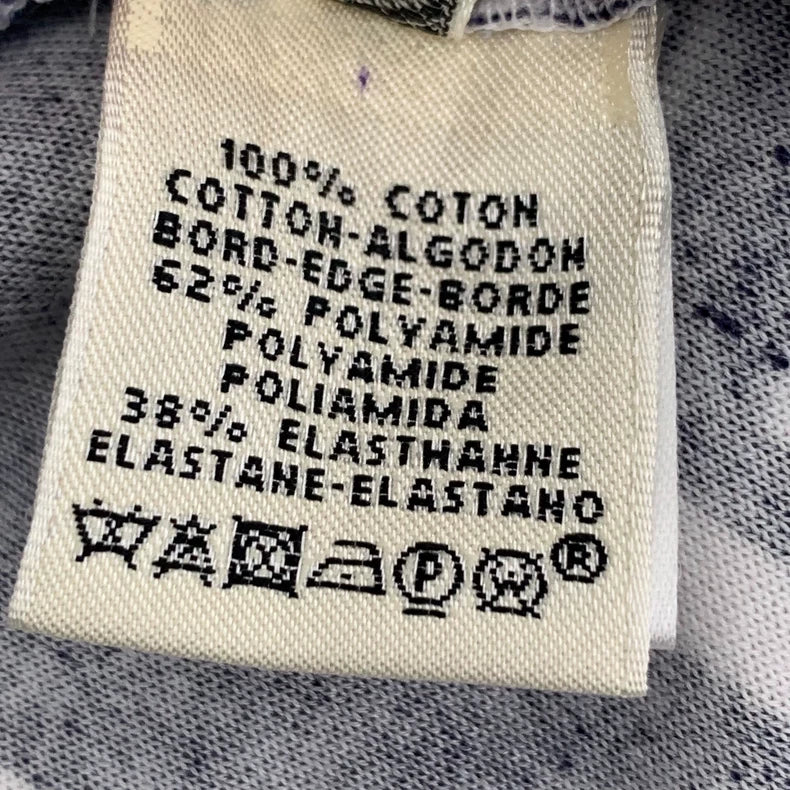 100% COTON
COTTON-ALGODON
BORD-EDGE-BORDE
62% POLYAMIDE
POLYAMIDE
POLIAMIDA
38% ELASTHANNE
ELASTANE-ELASTANO
P W ®